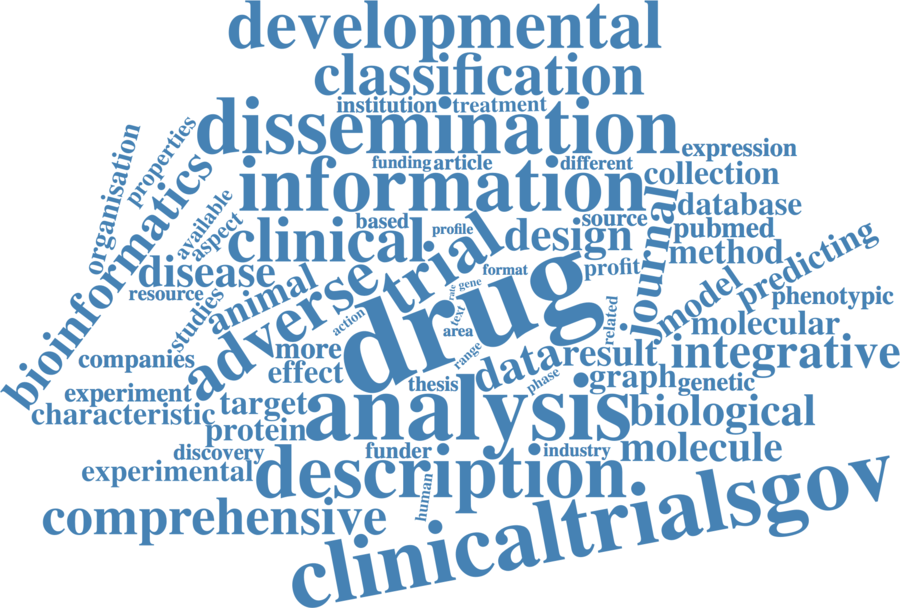 developmental
classification
institution treatment
dissemination
expression
organisation
properties
bioinformatics
funding article different
information
collection
available
aspect
journal
database
based
profile
source
clinical
trial
design
pubmed
method
disease
adverse
drug
format
profit
predicting
resource
studies
animal
action
rate
gene
text
area
related
model
phenotypic
molecular
companies
more
range
data
result
integrative
effect
thesis
phase
graph
genetic
experiment
characteristic
target
analysis
biological
protein
discovery
funder
industry
molecule
experimental
description
human
comprehensive
clinicaltrialsgov